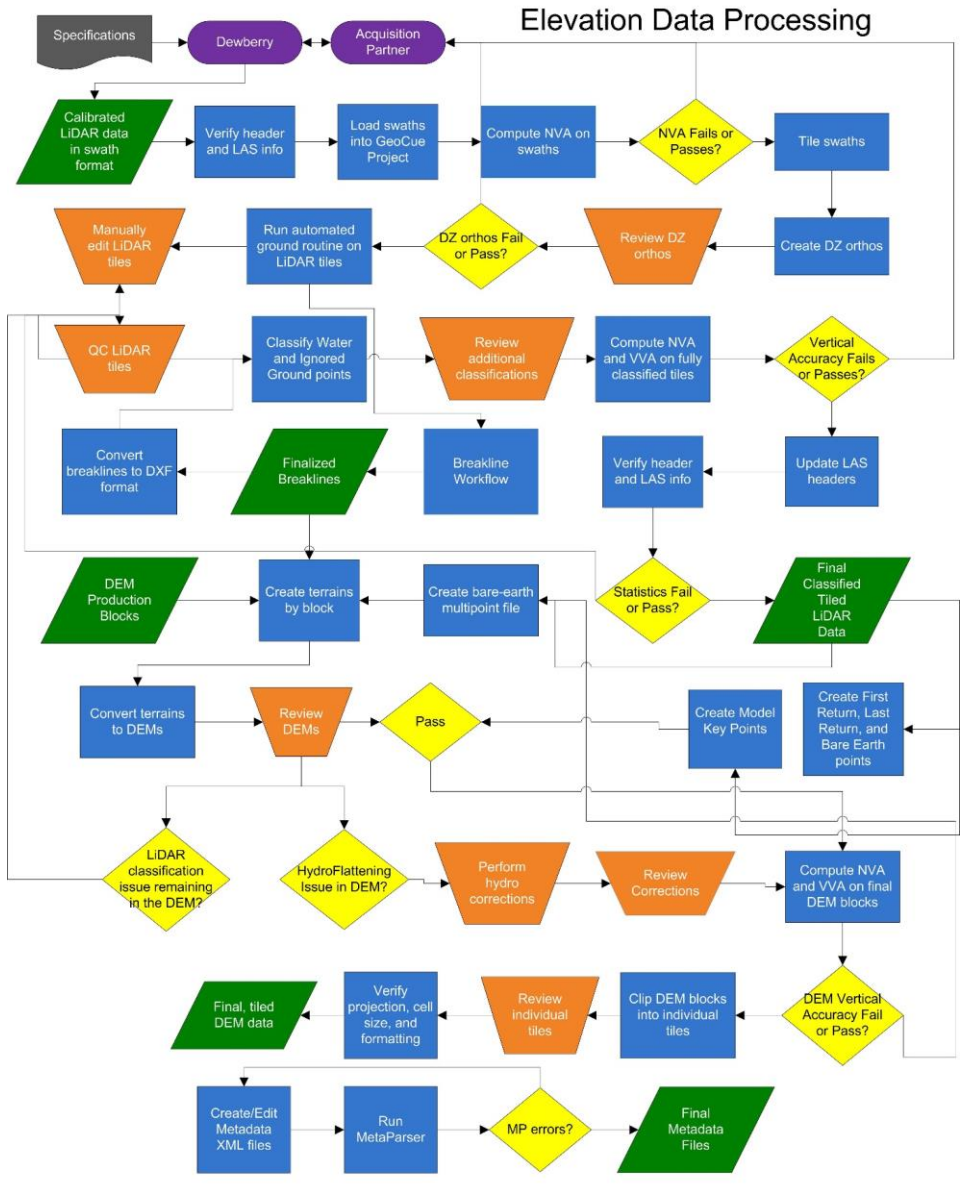 Elevation Data Processing
Specifications
Dewberry
Acquisition
Partner
Calibrated
LiDAR data
in swath
format
Verify header
and LAS info
Load swaths
into GeoCue
Project
Compute NVA on
swaths
NVA Fails or
Passes?
Tile swaths
Manually
edit LiDAR
tiles
Run automated
ground routine on
LiDAR tiles
DZ orthos Fail
or Pass?
Review DZ
orthos
Create DZ orthos
QC LiDAR
tiles
Classify Water
and Ignored
Ground points
Review
additional
classifications
Compute NVA
and VVA on fully
classified tiles
Vertical
Accuracy Fails
or Passes?
Convert
breaklines to DXF
format
Finalized
Breaklines
Breakline
Workflow
Verify header
and LAS info
Update LAS
headers
DEM
Production
Blocks
Create terrains
by block
Create bare-earth
multipoint file
Statistics Fail
or Pass?
Final
Classified
Tiled
LiDAR
Data
Convert terrains
to DEMs
Review
DEMs
Pass
Create Model
Key Points
Create First
Return, Last
Return, and
Bare Earth
points
LiDAR
classification
issue remaining
in the DEM?
HydroFlattening
Issue in DEM?
Perform
hydro
corrections
Review
Corrections
Compute NVA
and VVA on final
DEM blocks
Final, tiled
DEM data
Verify
projection, cell
size, and
formatting
Review
individual
tiles
Clip DEM blocks
into individual
tiles
DEM Vertical
Accuracy Fail
or Pass?
Create/Edit
Metadata
XML files
Run
MetaParser
MP errors?
Final
Metadata
Files